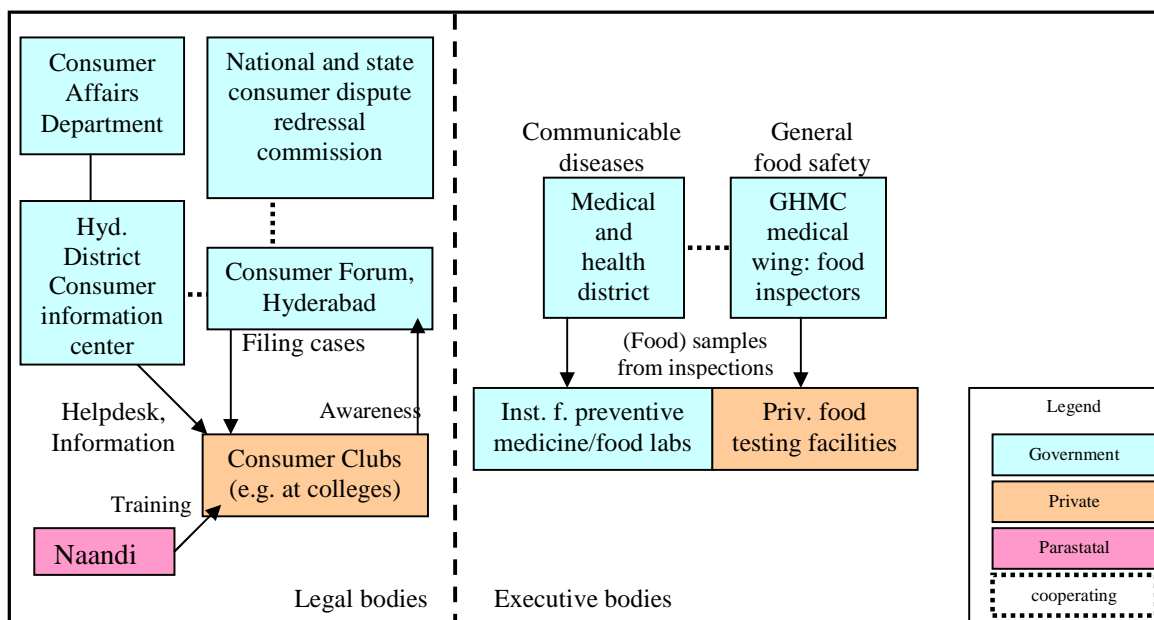 Consumer
Affairs
Department
National and state
consumer dispute
redressal
commission
Hyd.
District
Consumer
information
center
Consumer Forum,
Hyderabad
Filing cases
Helpdesk,
Information
Awareness
Consumer Clubs
(e.g. at colleges)
Training
Naandi
Legal bodies
Communicable
diseases
General
food safety
Medical
and
health
district
GHMC
medical
wing: food
inspectors
(Food) samples
from inspections
Inst. f. preventive
medicine/food labs
Priv. food
testing facilities
Executive bodies
Legend
Government
Private
Parastatal
cooperating